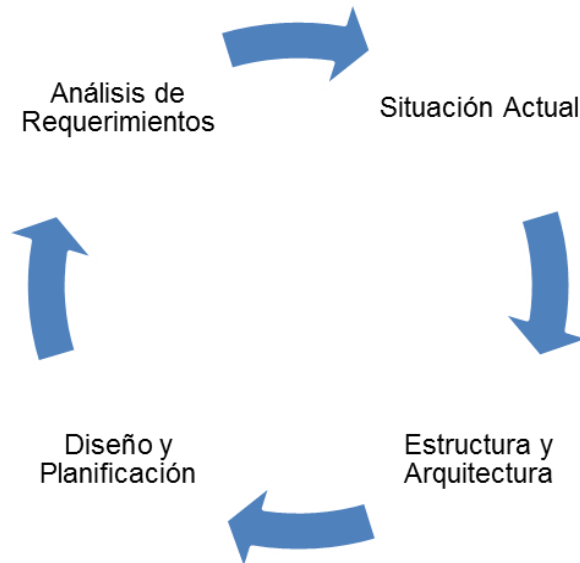 Análisis de
Requerimientos
Situación Actual
Diseño y
Planificación
Estructura y
Arquitectura